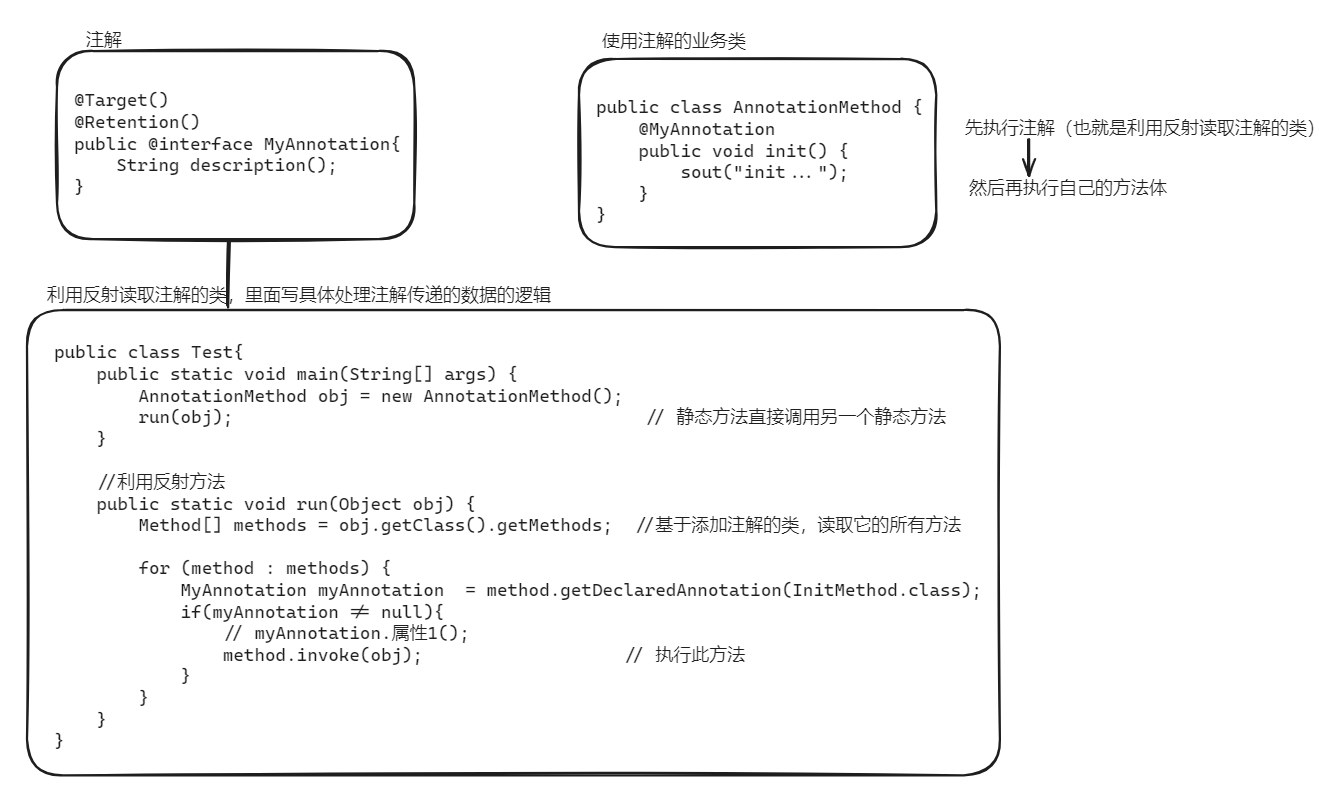 注解
@Target()
@Retention()
public @interface MyAnnotation{
    String description();
}
使用注解的业务类
public class AnnotationMethod {
    @MyAnnotation
    public void init() {
        sout("init...");
    }
}
先执行注解（也就是利用反射读取注解的类）
然后再执行自己的方法体
利用反射读取注解的类，里面写具体处理注解传递的数据的逻辑
public class Test{
    public static void main(String[] args) {
        AnnotationMethod obj = new AnnotationMethod();
        run(obj); // 静态方法直接调用另一个静态方法
    }
    //利用反射方法
    public static void run(Object obj) {
        Method[] methods = obj.getClass().getMethods; //基于添加注解的类，读取它的所有方法
        for (method : methods) {
            MyAnnotation myAnnotation  = method.getDeclaredAnnotation(InitMethod.class);
            if(myAnnotation != null){
                // myAnnotation.属性1();
                method.invoke(obj); // 执行此方法
            }
        }
    }
}